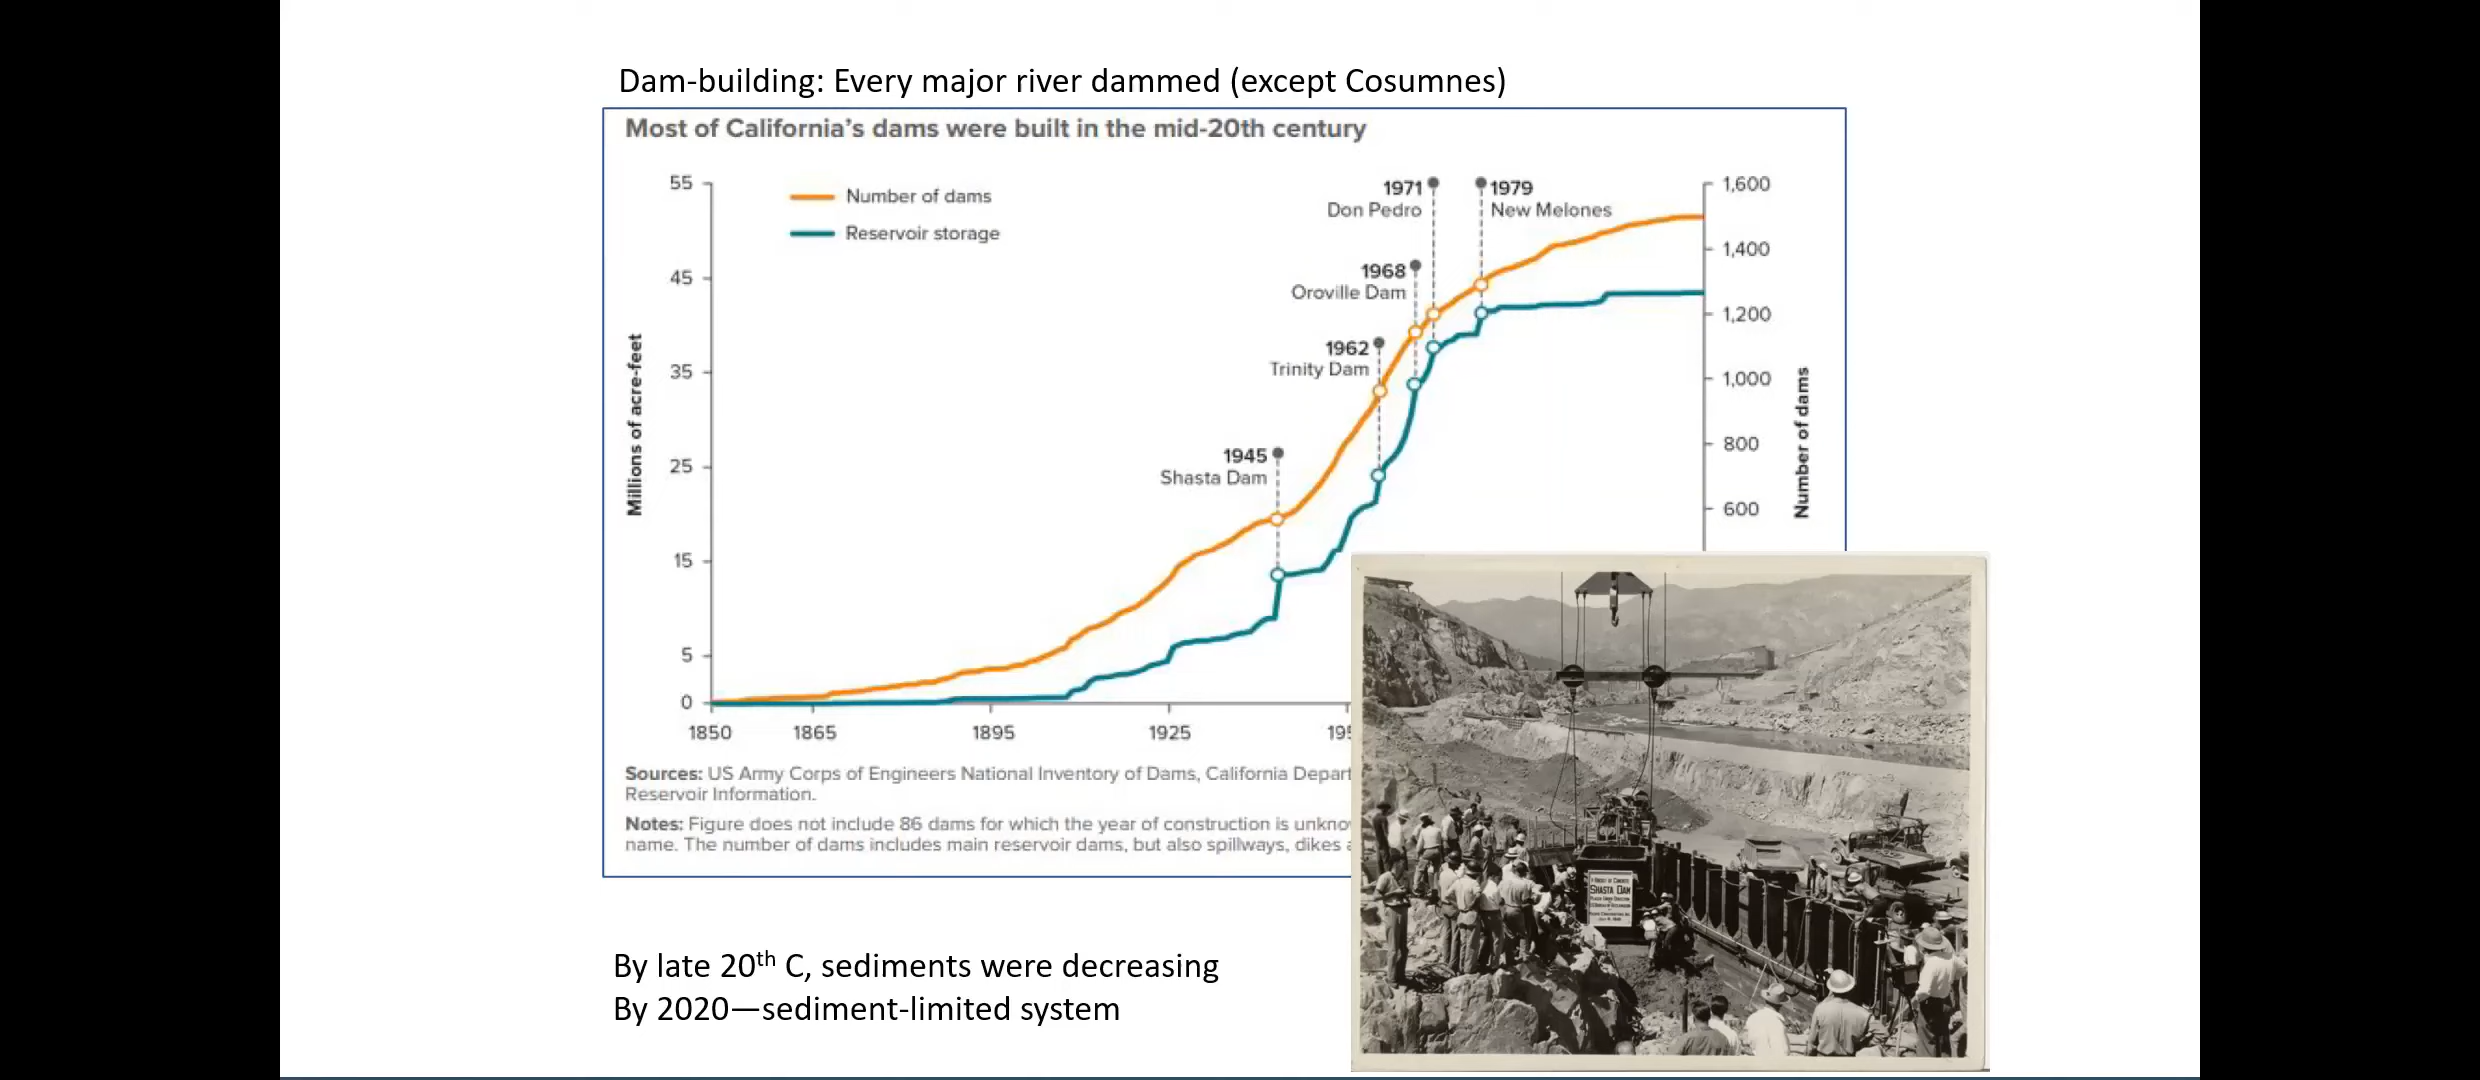 Dam-building: Every major river dammed (except Cosumnes)
Most of California's dams were built in the mid-20th century
55
45
35
25
15
5
0
Millions of acre-feet
Number of dams
Reservoir storage
1945
Shasta Dam
1962
Trinity Dam
1968
Oroville Dam
1971
Don Pedro
1979
New Melones
1,600
1,400
1,200
1,000
800
600
Number of dams
1850
1865
1895
1925
Sources: US Army Corps of Engineers National Inventory of Dams, California
Reservoir Information.
Notes: Figure does not include 86 dams for which the year of construction is
name. The number of dams includes main reservoir dams, but also spillways, dikes
SHASTA DAM
By late 20th C, sediments were decreasing
By 2020—sediment-limited system